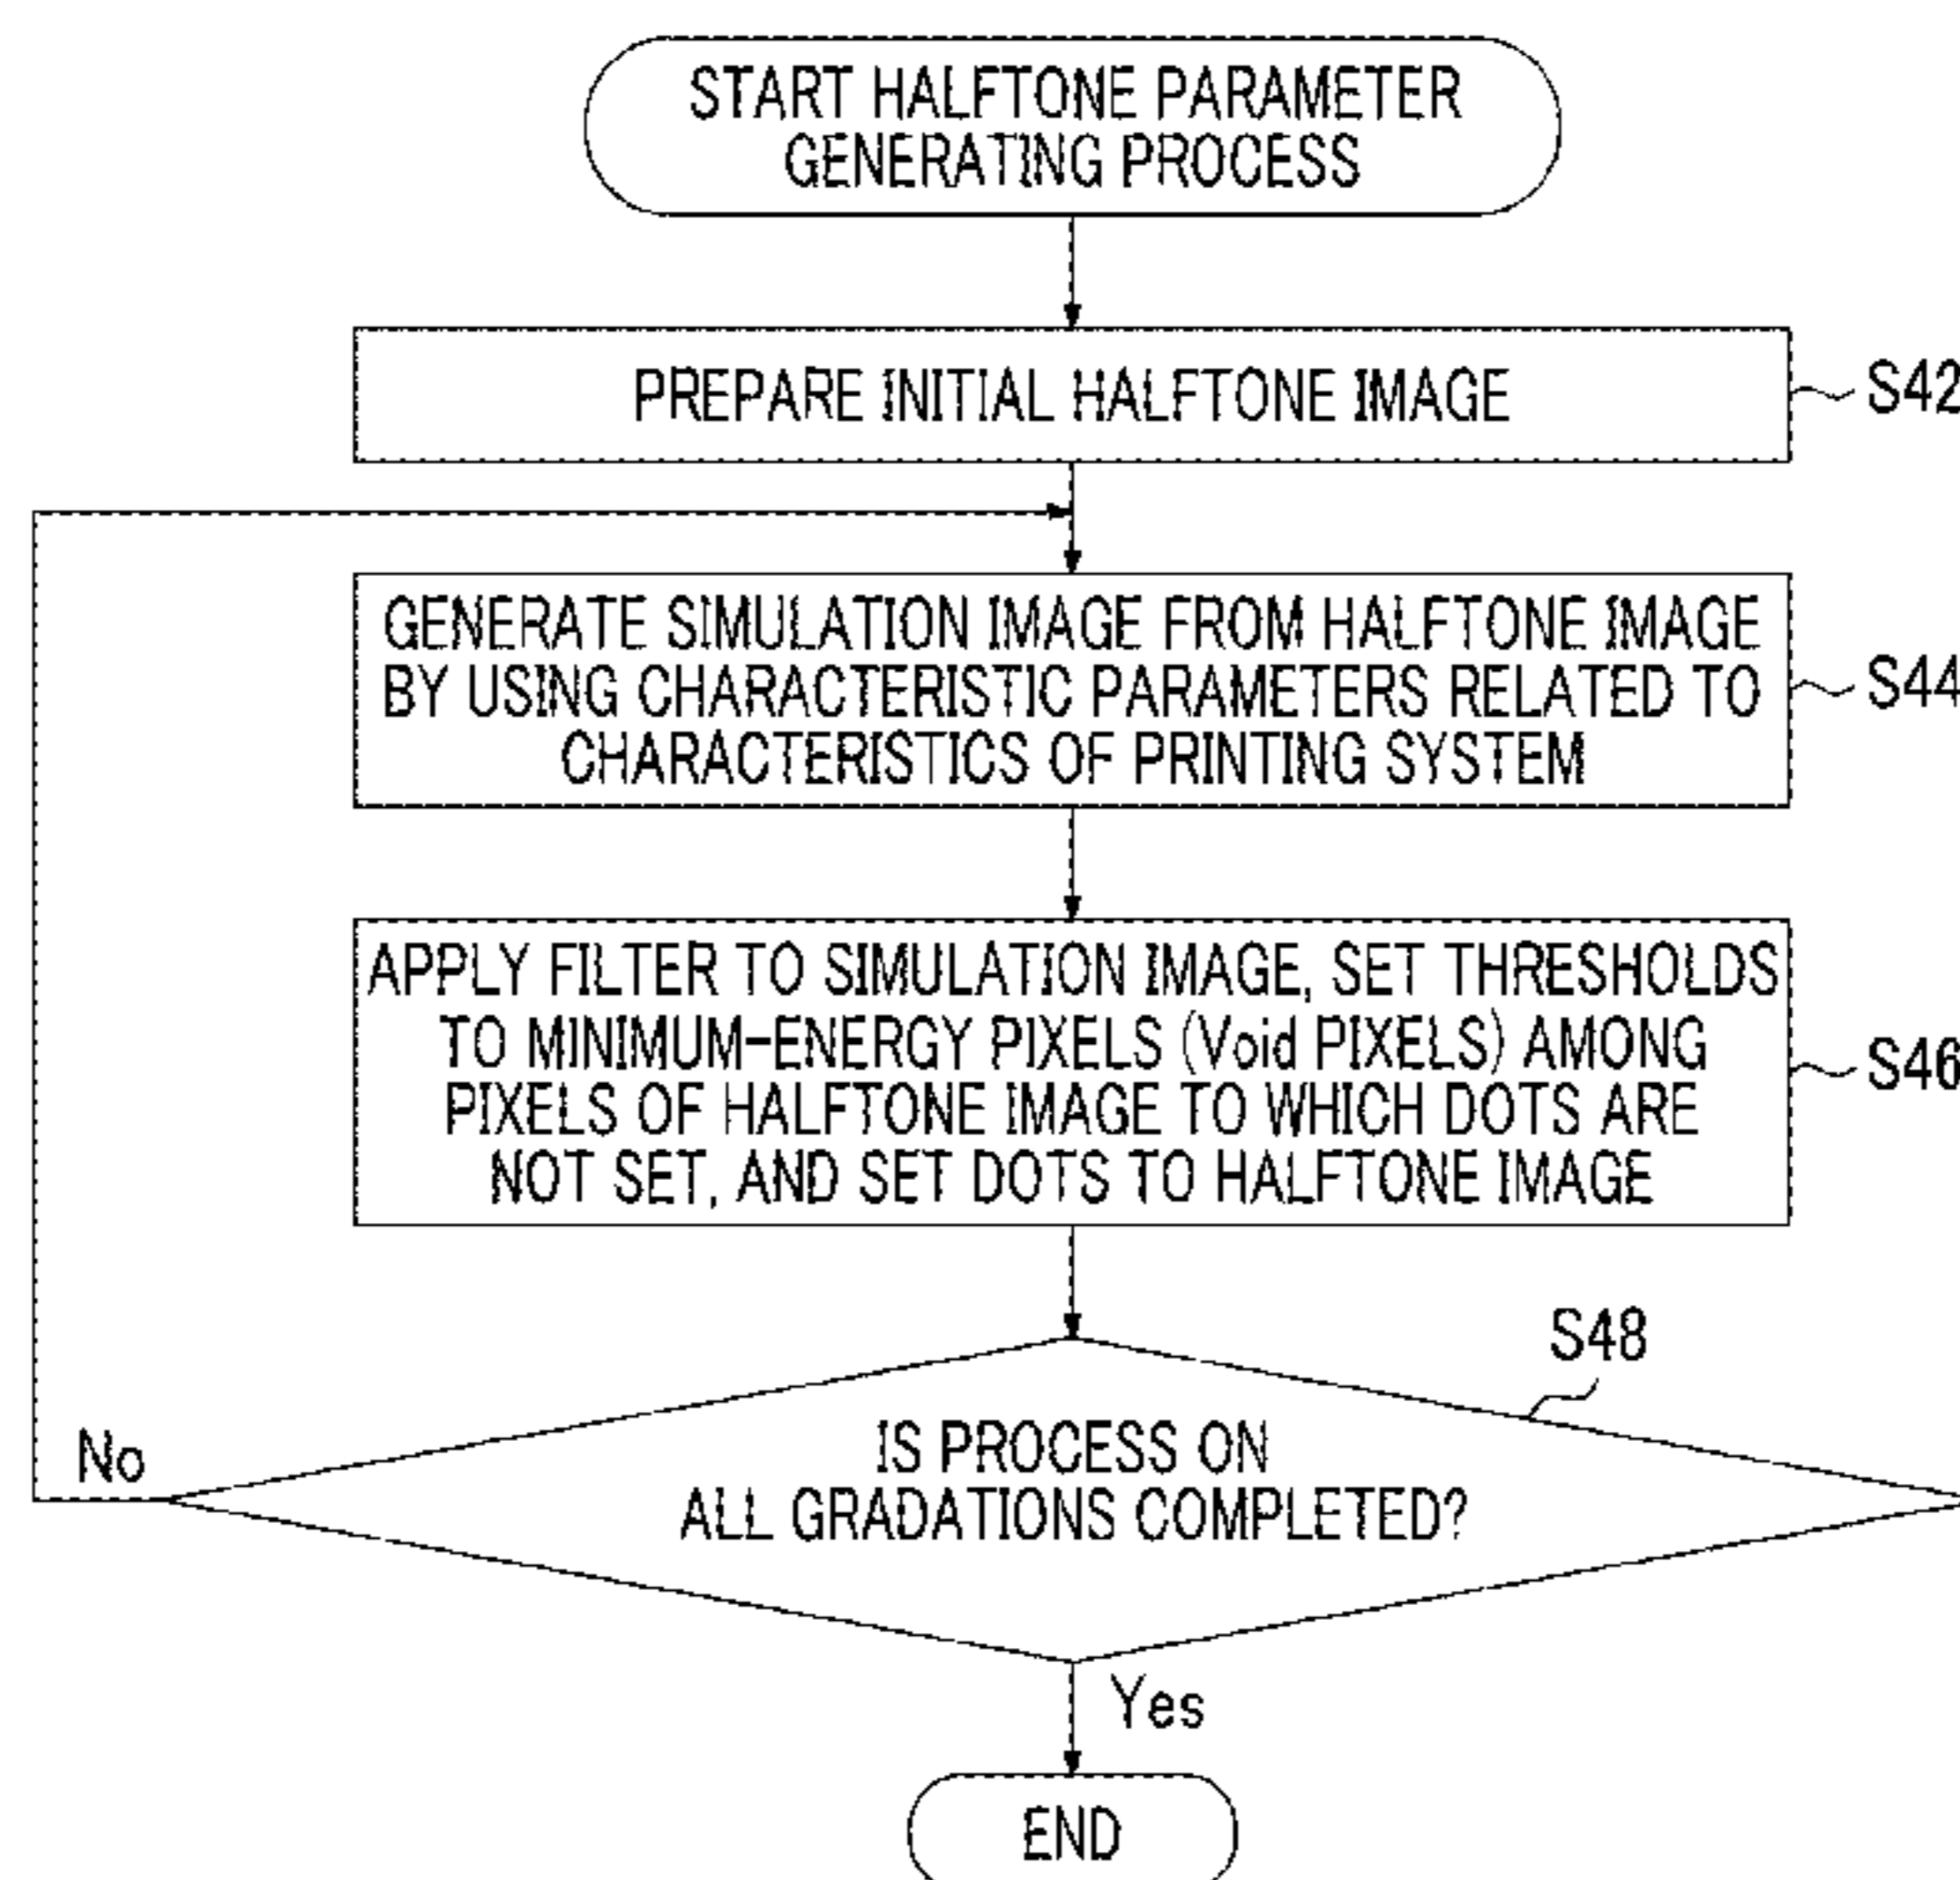 START HALFTONE PARAMETER
GENERATING PROCESS
PREPARE INITIAL HALFTONE IMAGE
S42
GENERATE SIMULATION IMAGE FROM HALFTONE IMAGE
BY USING CHARACTERISTIC PARAMETERS RELATED TO
CHARACTERISTICS OF PRINTING SYSTEM
S44
APPLY FILTER TO SIMULATION IMAGE, SET THRESHOLDS
TO MINIMUM-ENERGY PIXELS (Void PIXELS) AMONG
PIXELS OF HALFTONE IMAGE TO WHICH DOTS ARE
NOT SET, AND SET DOTS TO HALFTONE IMAGE
S46
S48
IS PROCESS ON
ALL GRADATIONS COMPLETED?
No
Yes
END